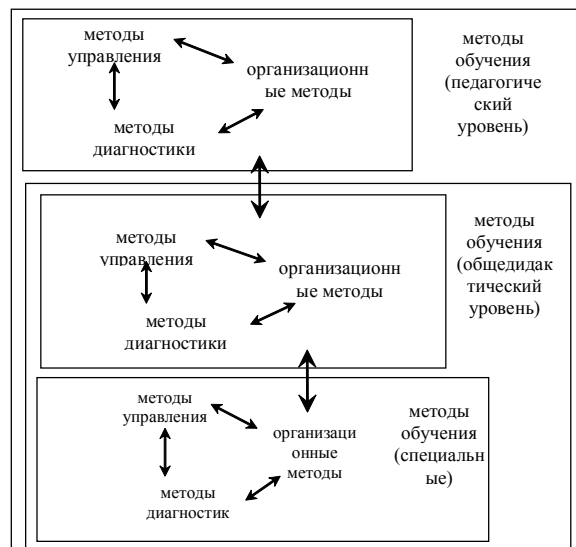 методы
управления
организационн
ые методы
методы
диагностики
методы
обучения
(педагогиче
ский
уровень)
методы
управления
организационн
ые методы
методы
диагностики
методы
обучения
(общедидак
тический
уровень)
методы
управления
организаци
онные
методы
методы
диагностик
методы
обучения
(специальн
ые)